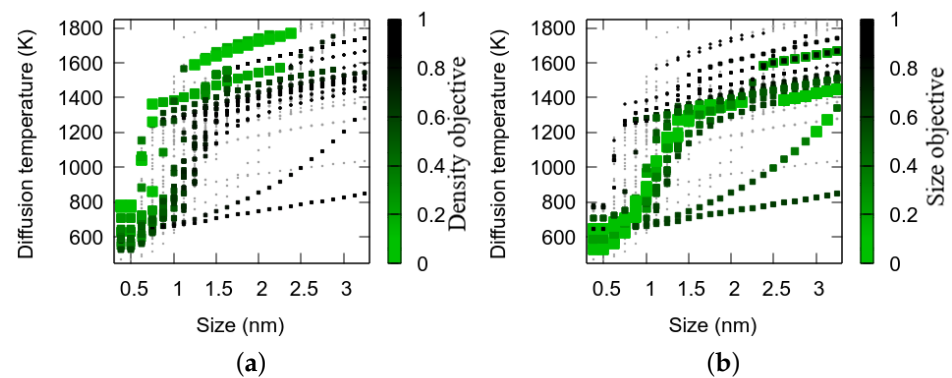 1800
1600
1400
1200
1000
800
600
0.5 1 1.5 2 2.5 3
Diffusion temperature (K)
Size (nm)
1
0.8
0.6
0.4
0.2
0
Density objective
(a)
1800
1600
1400
1200
1000
800
600
0.5 1 1.5 2 2.5 3
Diffusion temperature (K)
Size (nm)
1
0.8
0.6
0.4
0.2
0
Size objective
(b)